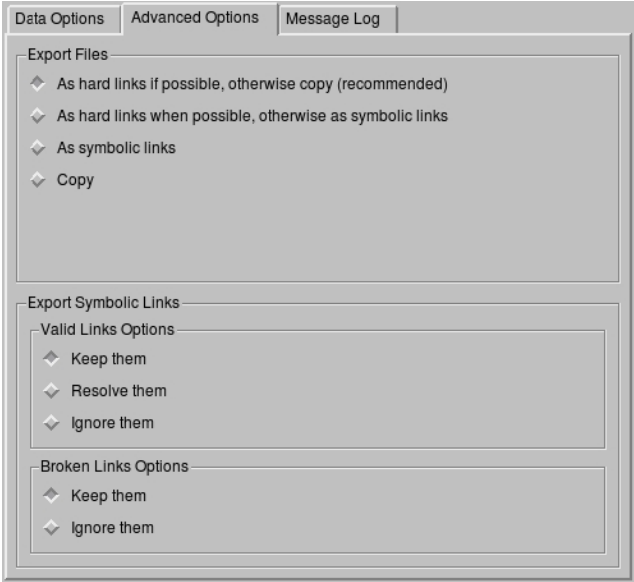 Data Options
Advanced Options
Message Log
Export Files
As hard links if possible, otherwise copy (recommended)
As hard links when possible, otherwise as symbolic links
As symbolic links
Copy
Export Symbolic Links
Valid Links Options
Keep them
Resolve them
Ignore them
Broken Links Options
Keep them
Ignore them